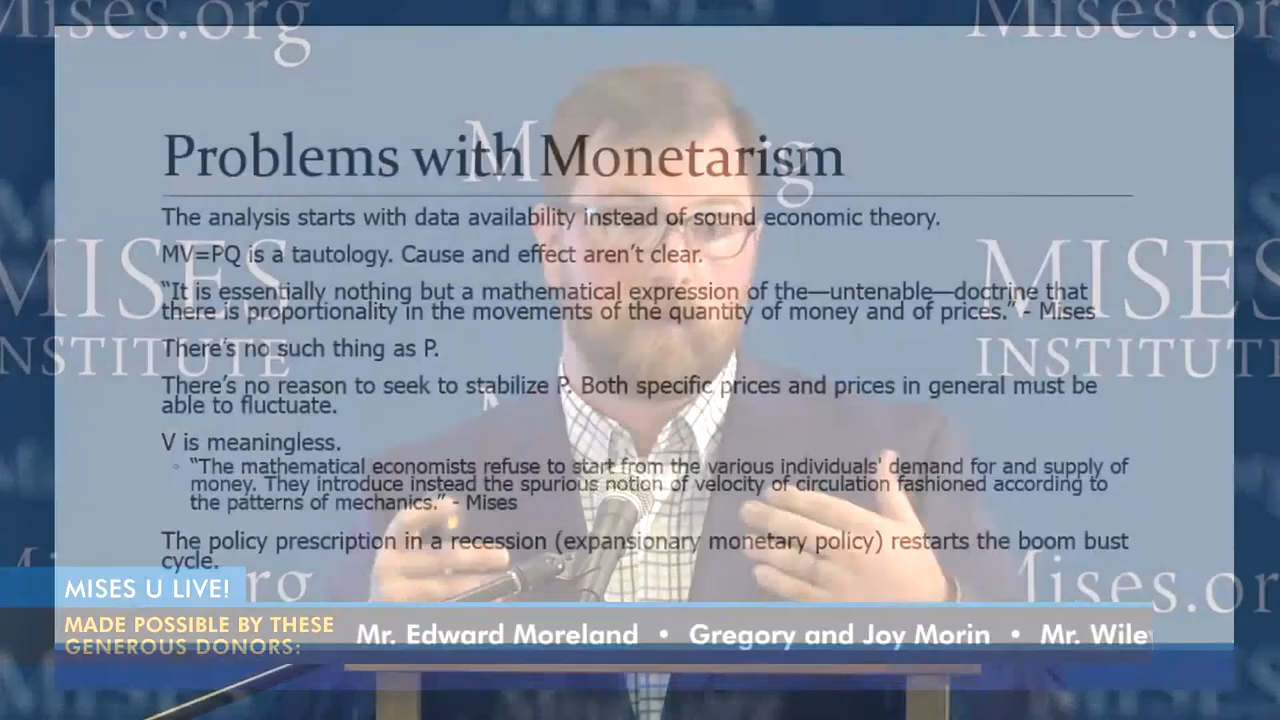 Mises.org
Mises.org
Problems with Monetarism
The analysis starts with data availability instead of sound economic theory.
MV=PQ is a tautology. Cause and effect aren't clear.
“It is essentially nothing but a mathematical expression of the—untenable—doctrine that
there is proportionality in the movements of the quantity of money and of prices.” - Mises
MISES
INSTITUTE
MISES
INSTITUTE
There's no such thing as P.
There's no reason to seek to stabilize P. Both specific prices and prices in general must be
able to fluctuate.
V is meaningless.
◦ “The mathematical economists refuse to start from the various individuals' demand for and supply of
money. They introduce instead the spurious notion of velocity of circulation fashioned according to
the patterns of mechanics.” - Mises
The policy prescription in a recession (expansionary monetary policy) restarts the boom bust
cycle.
Mises.org
MISES U LIVE!
MADE POSSIBLE BY THESE
GENEROUS DONORS:
Mr. Edward Moreland • Gregory and Joy Morin • Mr. Wiley